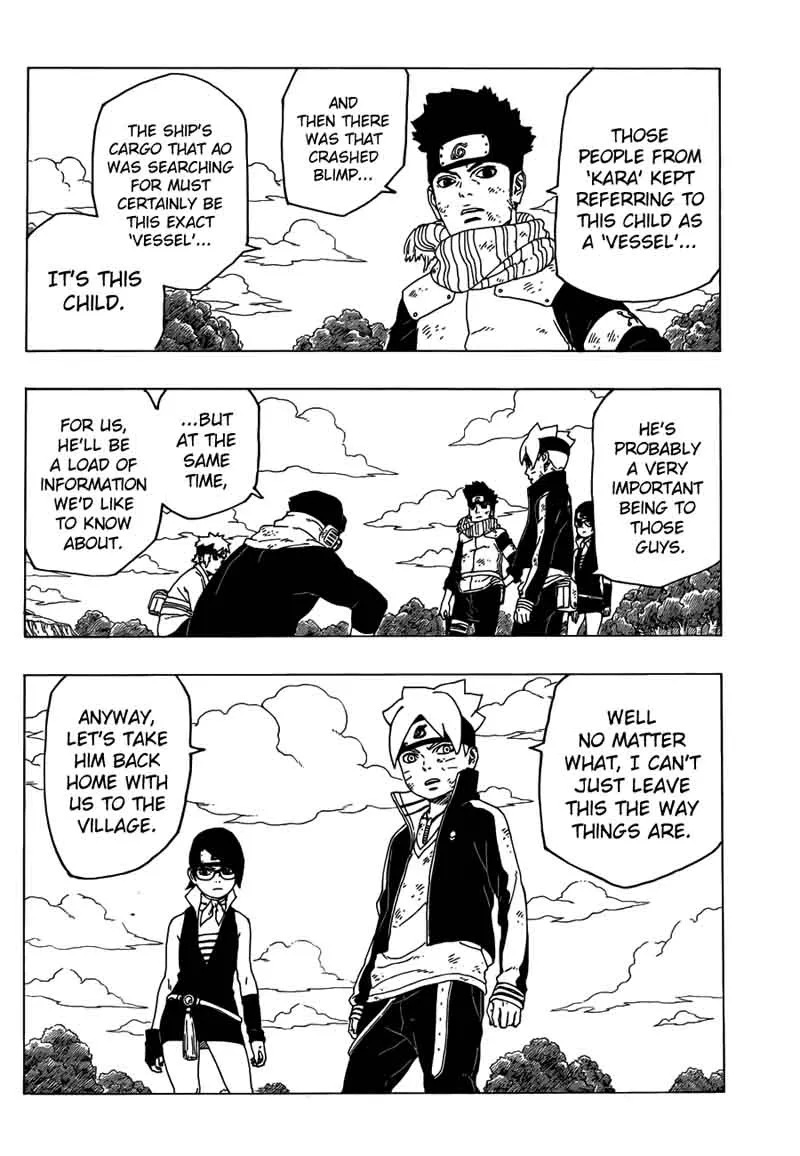 THOSE
PEOPLE FROM
'KARA' KEPT
REFERRING TO
THIS CHILD AS
A 'VESSEL'...
AND
THEN THERE
WAS THAT
CRASHED
BLIMP...
THE SHIP'S
CARGO THAT AO
WAS SEARCHING
FOR MUST
CERTAINLY BE
THIS EXACT
'VESSEL'...
IT'S THIS
CHILD.
HE'S
PROBABLY
A VERY
IMPORTANT
BEING TO
THOSE
GUYS.
...BUT
AT THE
SAME
TIME,
FOR US,
HE'LL BE
A LOAD OF
INFORMATION
WE'D LIKE
TO KNOW
ABOUT.
WELL
NO MATTER
WHAT, I CAN'T
JUST LEAVE
THIS THE WAY
THINGS ARE.
ANYWAY,
LET'S TAKE
HIM BACK
HOME WITH
US TO THE
VILLAGE.